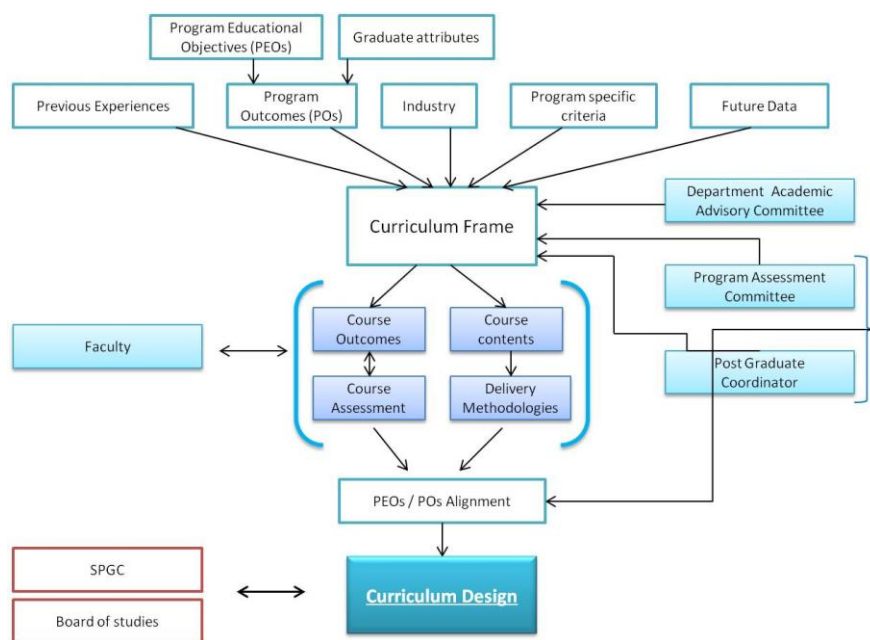 Program Educational
Objectives (PEOs)
Graduate attributes
Previous Experiences
Program
Outcomes (POs)
Industry
Program specific
criteria
Future Data
Department  Academic
Advisory Committee
Curriculum Frame
Program Assessment
Committee
Faculty
Course
Outcomes
Course
contents
Post Graduate
Coordinator
Course
Assessment
Delivery
Methodologies
PEOs / POs Alignment
SPGC
Curriculum Design
Board of studies